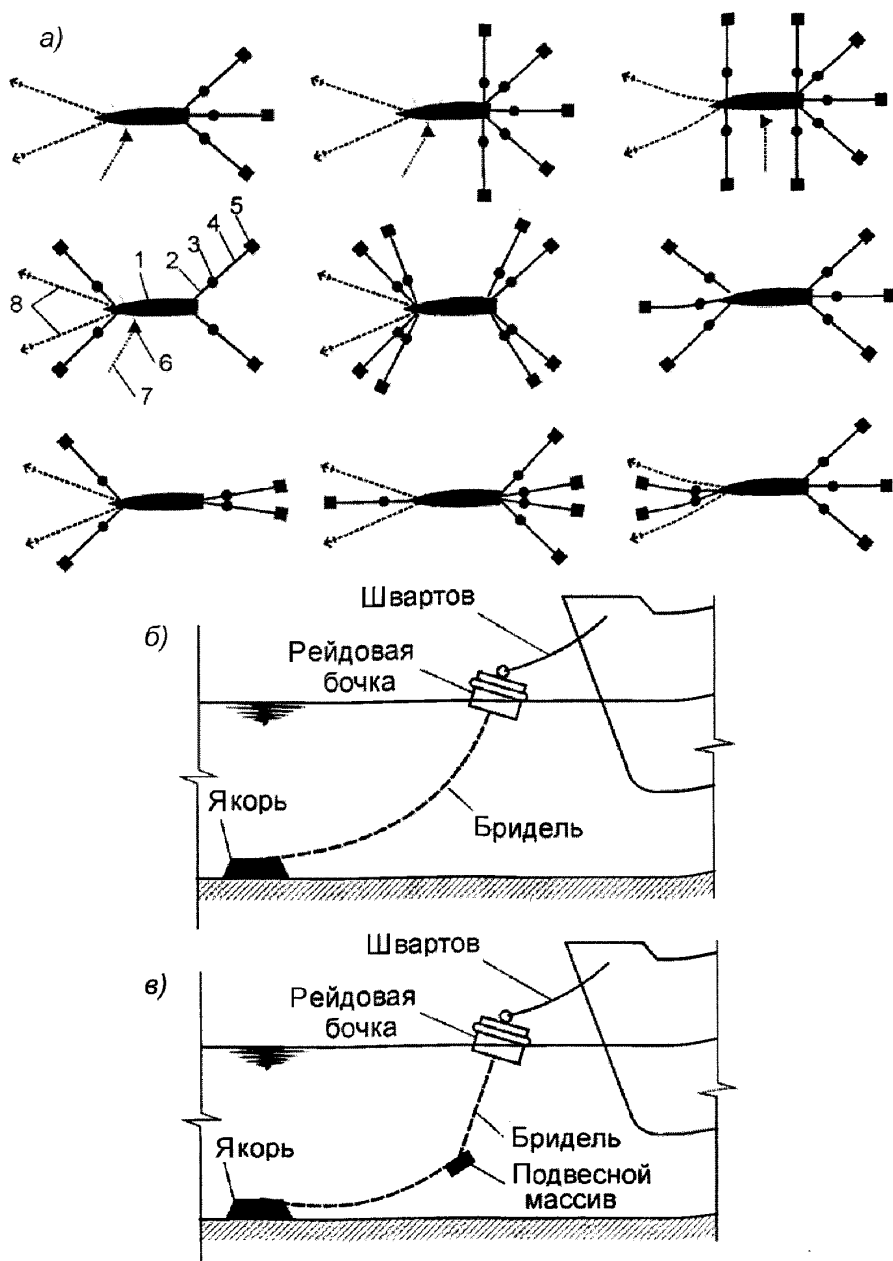 а)
1
2
3
4
5
6
7
8
б)
Швартов
Рейдовая
бочка
Якорь
Бридель
в)
Швартов
Рейдовая
бочка
Якорь
Бридель
Подвесной
массив